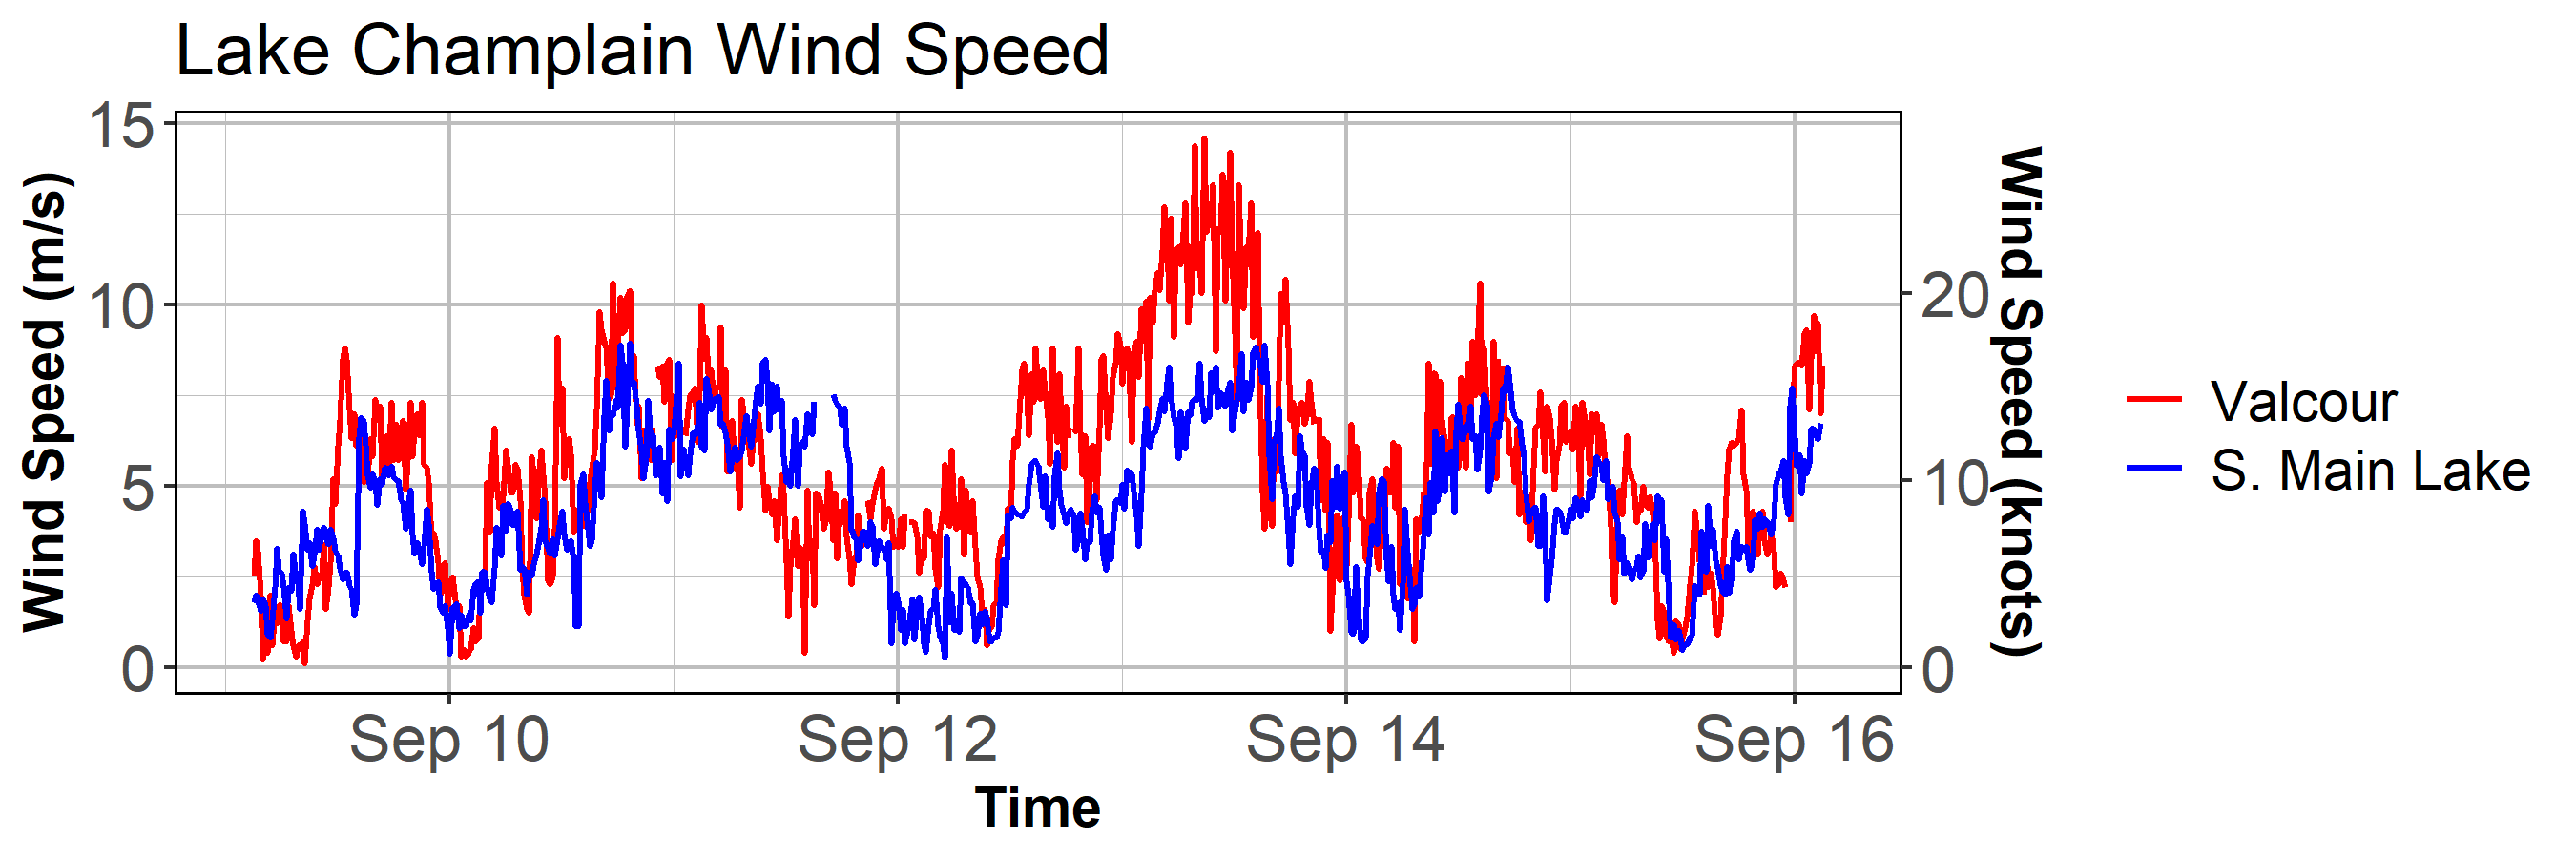 Lake Champlain Wind Speed
15
10
5
0
Wind Speed (m/s)
20
10
0
Wind Speed (knots)
Sep 10
Sep 12
Sep 14
Sep 16
Time
Valcour
S. Main Lake